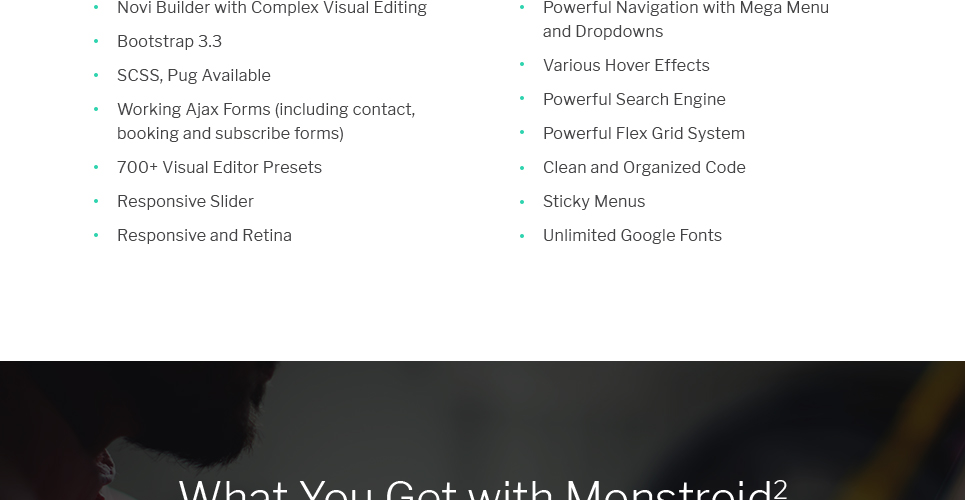 Novi Builder with Complex Visual Editing
Bootstrap 3.3
SCSS, Pug Available
Working Ajax Forms (including contact,
booking and subscribe forms)
700+ Visual Editor Presets
Responsive Slider
Responsive and Retina
Powerful Navigation with Mega Menu
and Dropdowns
Various Hover Effects
Powerful Search Engine
Powerful Flex Grid System
Clean and Organized Code
Sticky Menus
Unlimited Google Fonts
What You Get with Monstroid²